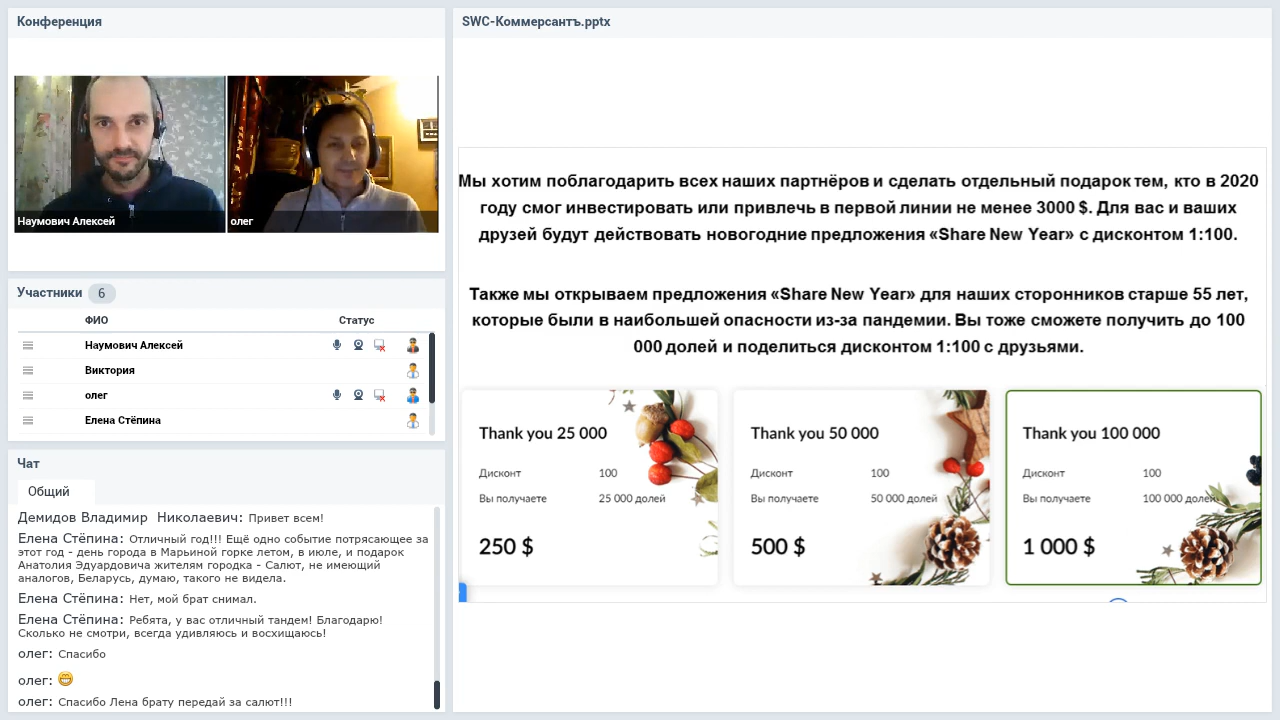 Конференция
Наумович Алексей
олег
Участники 6
ФИО Статус
Наумович Алексей
Виктория
олег
Елена Стёпина
Чат
Общий
Демидов Владимир Николаевич: Привет всем!
Елена Стёпина: Отличный год!!! Ещё одно событие потрясающее за
этот год - день города в Марьиной горке летом, в июле, и подарок
Анатолия Эдуардовича жителям городка - Салют, не имеющий
аналогов, Беларусь, думаю, такого не видела.
Елена Стёпина: Нет, мой брат снимал.
Елена Стёпина: Ребята, у вас отличный тандем! Благодарю!
Сколько не смотри, всегда удивляюсь и восхищаюсь!
олег: Спасибо
олег: 😁
олег: Спасибо Лена брату передай за салют!!!
SWC-Коммерсантъ.pptx
Мы хотим поблагодарить всех наших партнёров и сделать отдельный подарок тем, кто в 2020
году смог инвестировать или привлечь в первой линии не менее 3000 $. Для вас и ваших
друзей будут действовать новогодние предложения «Share New Year» с дисконтом 1:100.
Также мы открываем предложения «Share New Year» для наших сторонников старше 55 лет,
которые были в наибольшей опасности из-за пандемии. Вы тоже сможете получить до 100
000 долей и поделиться дисконтом 1:100 с друзьями.
Thank you 25 000
Дисконт 100
Вы получаете 25 000 долей
250 $
Thank you 50 000
Дисконт 100
Вы получаете 50 000 долей
500 $
Thank you 100 000
Дисконт 100
Вы получаете 100 000 долей
1 000 $